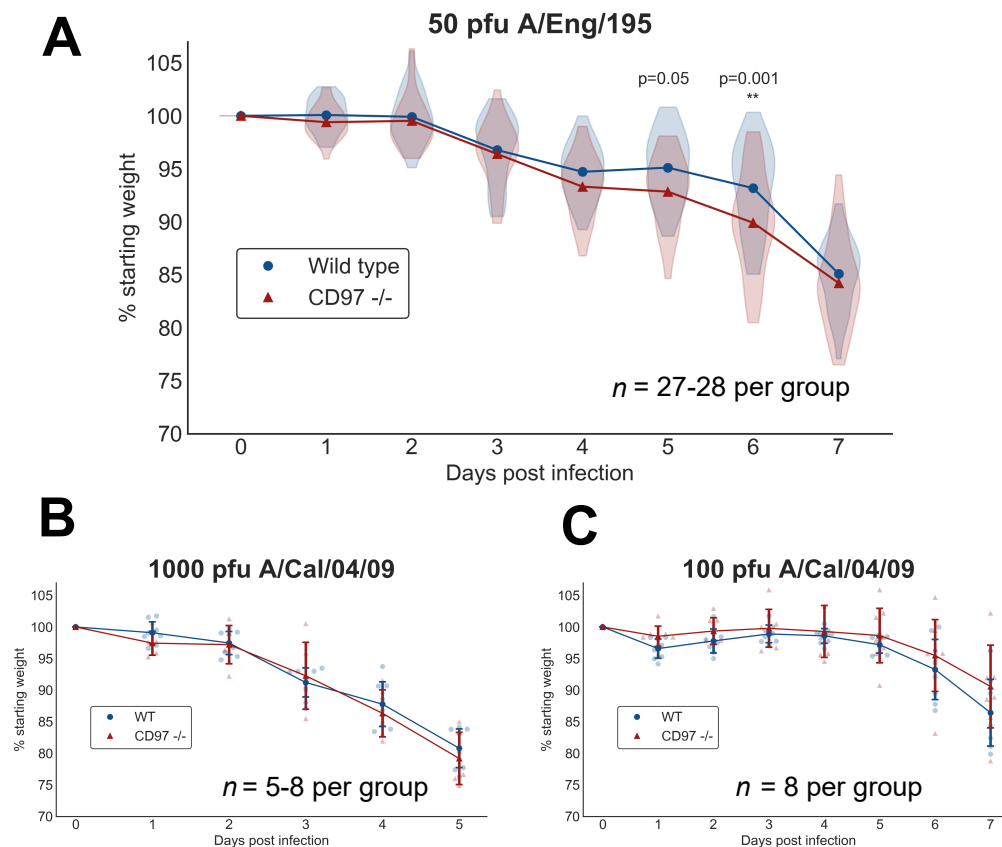 A
50 pfu A/Eng/195
105
100
95
90
85
80
75
70
% starting weight
p=0.05
p=0.001
**
Wild type
CD97 -/-
n = 27-28 per group
0 1 2 3 4 5 6 7
Days post infection
B
1000 pfu A/Cal/04/09
105
100
95
90
85
80
75
70
% starting weight
WT
CD97 -/-
n = 5-8 per group
0 1 2 3 4 5
Days post infection
C
100 pfu A/Cal/04/09
105
100
95
90
85
80
75
70
% starting weight
WT
CD97 -/-
n = 8 per group
0 1 2 3 4 5 6 7
Days post infection